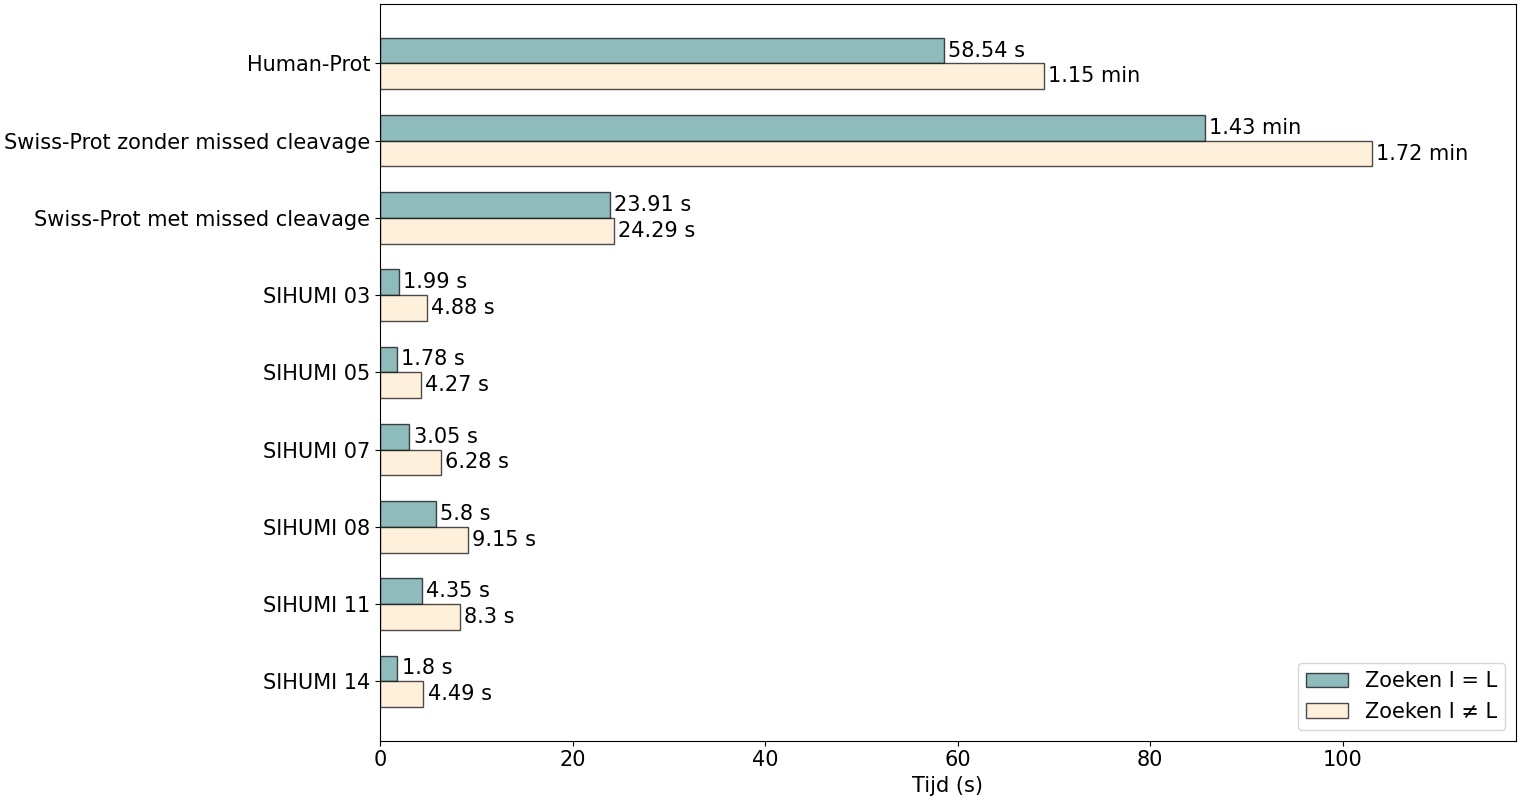 Human-Prot
58.54 s
1.15 min
Swiss-Prot zonder missed cleavage
1.43 min
1.72 min
Swiss-Prot met missed cleavage
23.91 s
24.29 s
SIHUMI 03
1.99 s
4.88 s
SIHUMI 05
1.78 s
4.27 s
SIHUMI 07
3.05 s
6.28 s
SIHUMI 08
5.8 s
9.15 s
SIHUMI 11
4.35 s
8.3 s
SIHUMI 14
1.8 s
4.49 s
Zoeken I = L
Zoeken I ≠ L
0 20 40 60 80 100
Tijd (s)